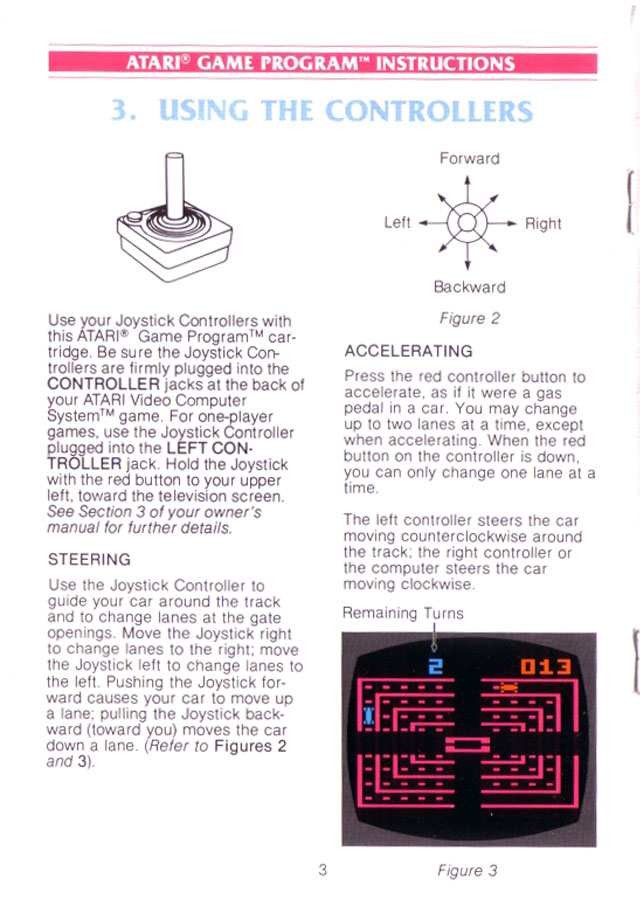 ATARI® GAME PROGRAM™ INSTRUCTIONS
3. USING THE CONTROLLERS
Use your Joystick Controllers with
this ATARI® Game Program™ car-
tridge. Be sure the Joystick Con-
trollers are firmly plugged into the
CONTROLLER jacks at the back of
your ATARI Video Computer
System™ game. For one-player
games, use the Joystick Controller
plugged into the LEFT CON-
TROLLER jack. Hold the Joystick
with the red button to your upper
left, toward the television screen.
See Section 3 of your owner's
manual for further details.
STEERING
Use the Joystick Controller to
guide your car around the track
and to change lanes at the gate
openings. Move the Joystick right
to change lanes to the right; move
the Joystick left to change lanes to
the left. Pushing the Joystick for-
ward causes your car to move up
a lane; pulling the Joystick back-
ward (toward you) moves the car
down a lane. (Refer to Figures 2
and 3).
Forward
Left
Right
Backward
Figure 2
ACCELERATING
Press the red controller button to
accelerate, as if it were a gas
pedal in a car. You may change
up to two lanes at a time, except
when accelerating. When the red
button on the controller is down,
you can only change one lane at a
time.
The left controller steers the car
moving counterclockwise around
the track; the right controller or
the computer steers the car
moving clockwise.
Remaining Turns
2 013
3
Figure 3